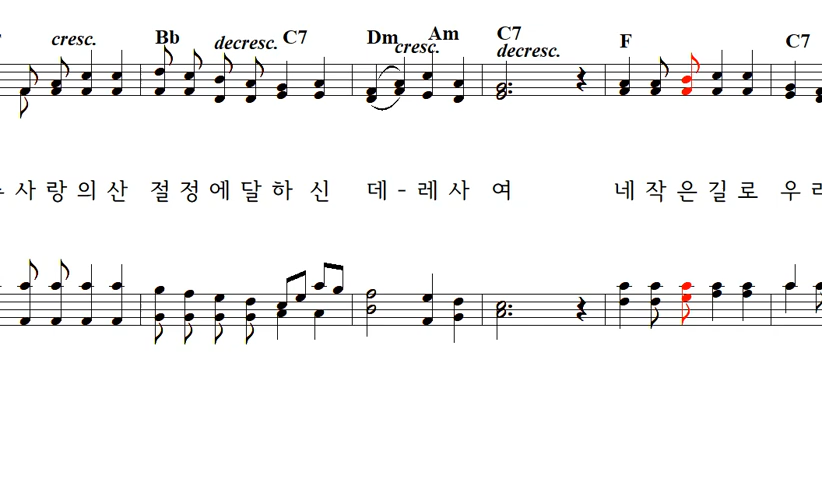 cresc. Bb decresc. C7 Dm cresc. Am C7 decresc. F C7
사 랑 의 산 절 정 에 달 하 신 데 - 레 사 여 네 작 은 길 로 우